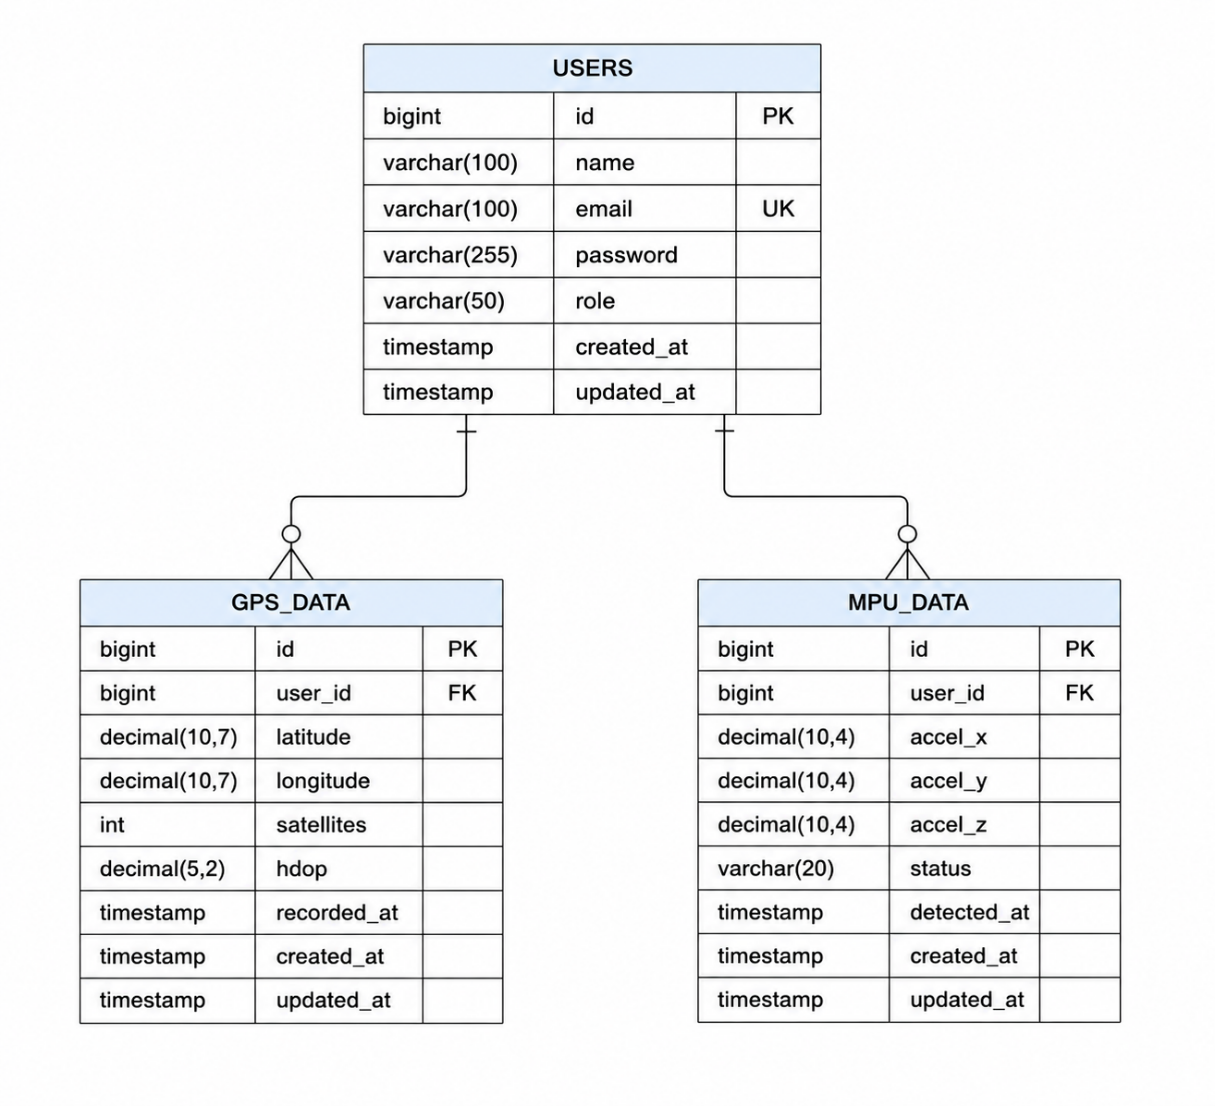 USERS
bigint id PK
varchar(100) name
varchar(100) email UK
varchar(255) password
varchar(50) role
timestamp created_at
timestamp updated_at
GPS_DATA
bigint id PK
bigint user_id FK
decimal(10,7) latitude
decimal(10,7) longitude
int satellites
decimal(5,2) hdop
timestamp recorded_at
timestamp created_at
timestamp updated_at
MPU_DATA
bigint id PK
bigint user_id FK
decimal(10,4) accel_x
decimal(10,4) accel_y
decimal(10,4) accel_z
varchar(20) status
timestamp detected_at
timestamp created_at
timestamp updated_at